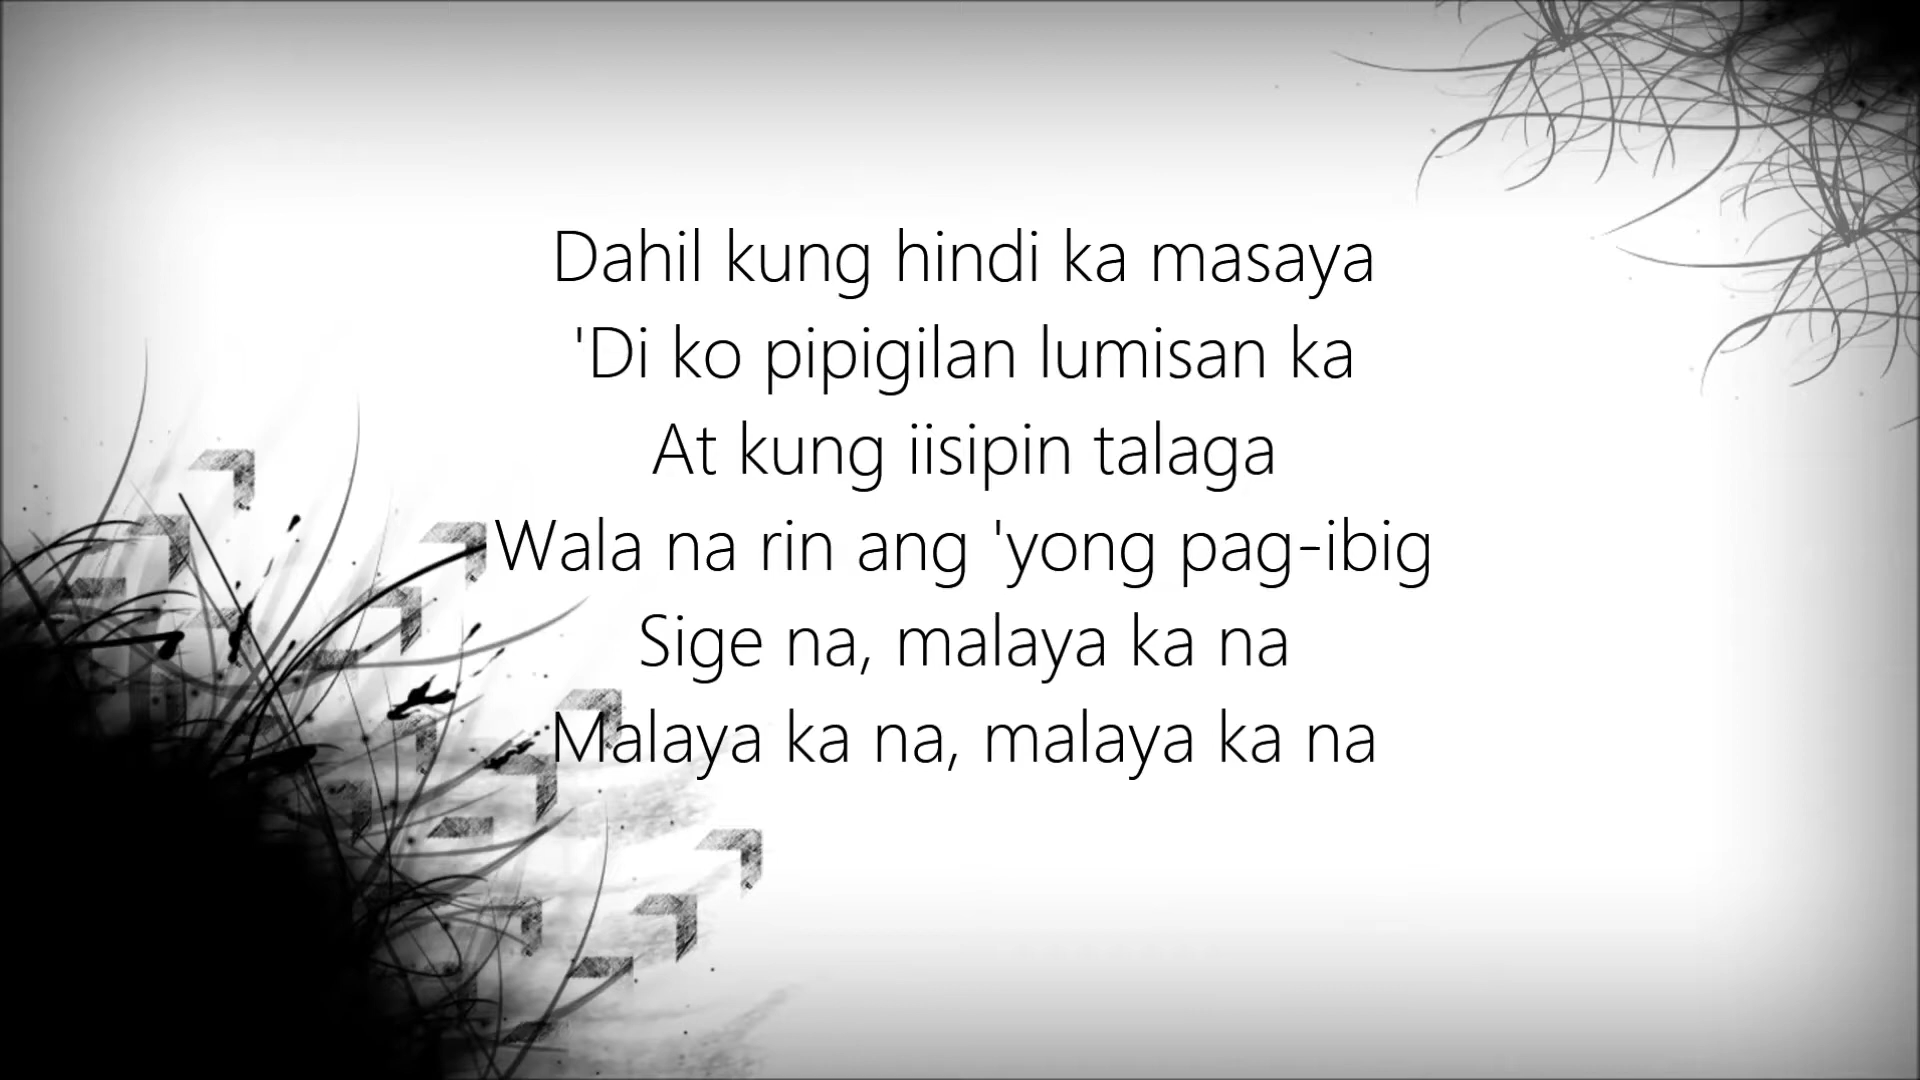 Dahil kung hindi ka masaya
'Di ko pipigilan lumisan ka
At kung iisipin talaga
Wala na rin ang 'yong pag-ibig
Sige na, malaya ka na
Malaya ka na, malaya ka na